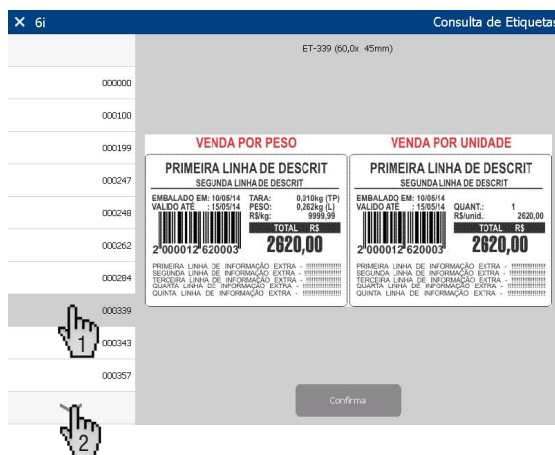 6i
Consulta de Etiquetas
ET-339 (60,0x 45mm)
000000
000100
000199
000247
000248
000262
000284
000339
000343
000357
VENDA POR PESO
PRIMEIRA LINHA DE DESCRIT
SEGUNDA LINHA DE DESCRIT
EMBALADO EM: 10/05/14 TARA: 0,010kg (TP)
VALIDO ATÉ : 15/05/14 PESO: 0,262kg (L)
R$/kg: 9999,99
TOTAL R$
2620,00
2 000012 620003
PRIMEIRA LINHA DE INFORMAÇÃO EXTRA - !!!!!!!!!!!!!!!!
SEGUNDA LINHA DE INFORMAÇÃO EXTRA - !!!!!!!!!!!!!!!!
TERCEIRA LINHA DE INFORMAÇÃO EXTRA - !!!!!!!!!!!!!!!!
QUARTA LINHA DE INFORMAÇÃO EXTRA - !!!!!!!!!!!!!!!!
QUINTA LINHA DE INFORMAÇÃO EXTRA - !!!!!!!!!!!!!!!!
VENDA POR UNIDADE
PRIMEIRA LINHA DE DESCRIT
SEGUNDA LINHA DE DESCRIT
EMBALADO EM: 10/05/14
VALIDO ATÉ : 15/05/14 QUANT.: 1
R$/unid. 2620,00
TOTAL R$
2620,00
2 000012 620003
PRIMEIRA LINHA DE INFORMAÇÃO EXTRA - !!!!!!!!!!!!!!!!
SEGUNDA LINHA DE INFORMAÇÃO EXTRA - !!!!!!!!!!!!!!!!
TERCEIRA LINHA DE INFORMAÇÃO EXTRA - !!!!!!!!!!!!!!!!
QUARTA LINHA DE INFORMAÇÃO EXTRA - !!!!!!!!!!!!!!!!
QUINTA LINHA DE INFORMAÇÃO EXTRA - !!!!!!!!!!!!!!!!
1
2
Confirma